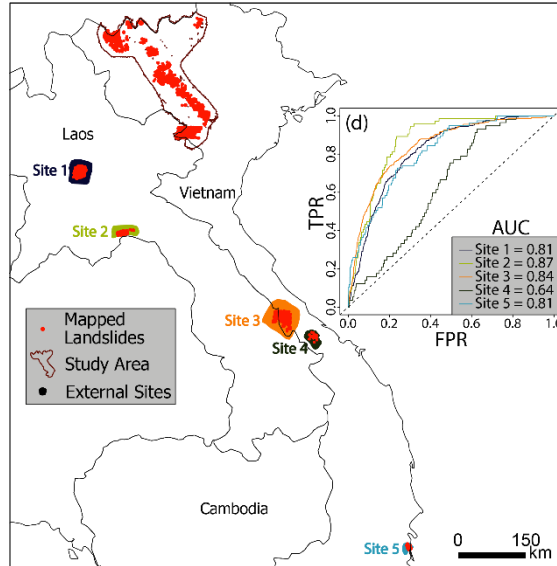 Laos
Site 1
Vietnam
Site 2
Site 3
Site 4
Mapped
Landslides
Study Area
External Sites
Cambodia
Site 5
0 150
km
(d)
TPR
1.0
0.8
0.6
0.4
0.2
0.0
AUC
Site 1 = 0.81
Site 2 = 0.87
Site 3 = 0.84
Site 4 = 0.64
Site 5 = 0.81
0.0 0.2 0.4 0.6 0.8 1.0
FPR